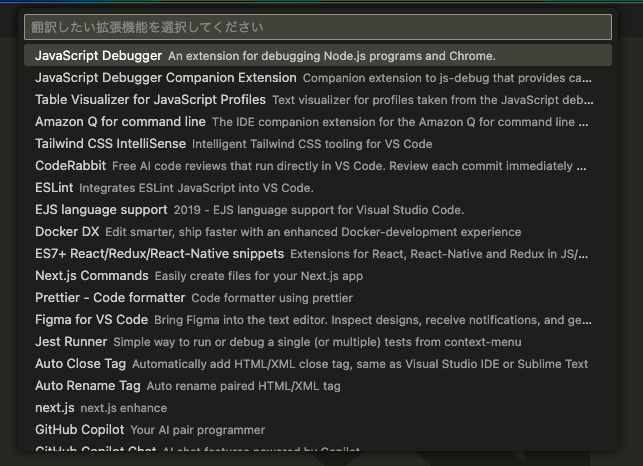 翻訳したい拡張機能を選択してください
JavaScript Debugger An extension for debugging Node.js programs and Chrome.
JavaScript Debugger Companion Extension Companion extension to js-debug that provides ca...
Table Visualizer for JavaScript Profiles Text visualizer for profiles taken from the JavaScript deb...
Amazon Q for command line The IDE companion extension for the Amazon Q for command line ...
Tailwind CSS IntelliSense Intelligent Tailwind CSS tooling for VS Code
CodeRabbit Free AI code reviews that run directly in VS Code. Review each commit immediately ...
ESLint Integrates ESLint JavaScript into VS Code.
EJS language support 2019 - EJS language support for Visual Studio Code.
Docker DX Edit smarter, ship faster with an enhanced Docker-development experience
ES7+ React/Redux/React-Native snippets Extensions for React, React-Native and Redux in JS/...
Next.js Commands Easily create files for your Next.js app
Prettier - Code formatter Code formatter using prettier
Figma for VS Code Bring Figma into the text editor. Inspect designs, receive notifications, and ge...
Jest Runner Simple way to run or debug a single (or multiple) tests from context-menu
Auto Close Tag Automatically add HTML/XML close tag, same as Visual Studio IDE or Sublime Text
Auto Rename Tag Auto rename paired HTML/XML tag
next.js next.js enhance
GitHub Copilot Your AI pair programmer
GitHub Copilot Chat AI chat features powered by Copilot